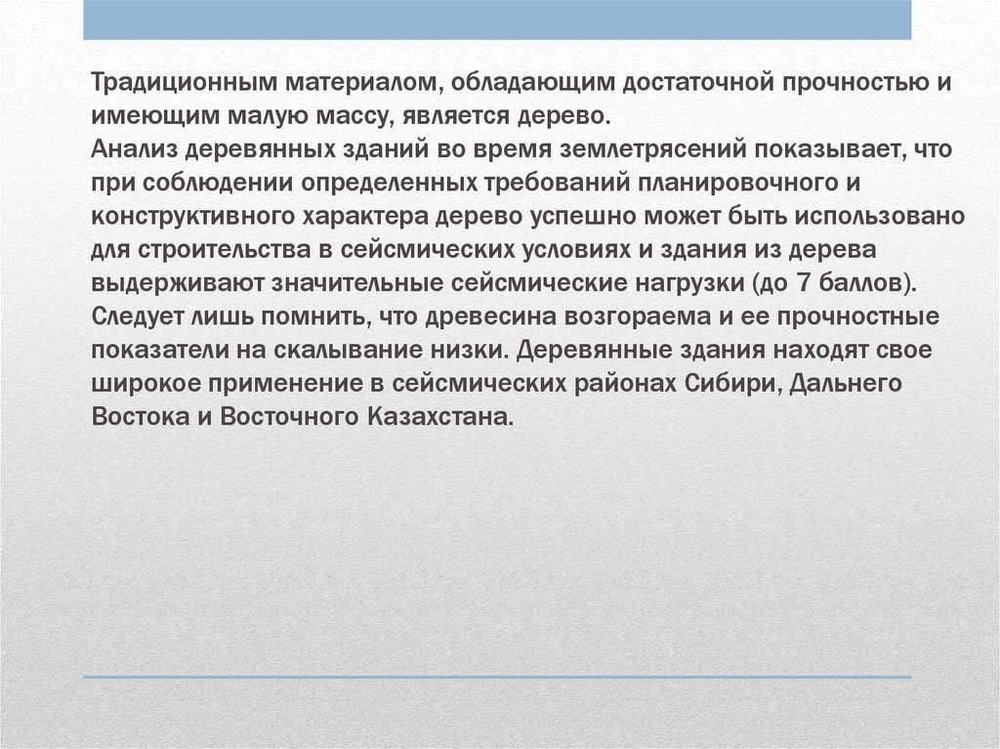 Традиционным материалом, обладающим достаточной прочностью и
имеющим малую массу, является дерево.
Анализ деревянных зданий во время землетрясений показывает, что
при соблюдении определенных требований планировочного и
конструктивного характера дерево успешно может быть использовано
для строительства в сейсмических условиях и здания из дерева
выдерживают значительные сейсмические нагрузки (до 7 баллов).
Следует лишь помнить, что древесина возгораема и ее прочностные
показатели на скалывание низки. Деревянные здания находят свое
широкое применение в сейсмических районах Сибири, Дальнего
Востока и Восточного Казахстана.